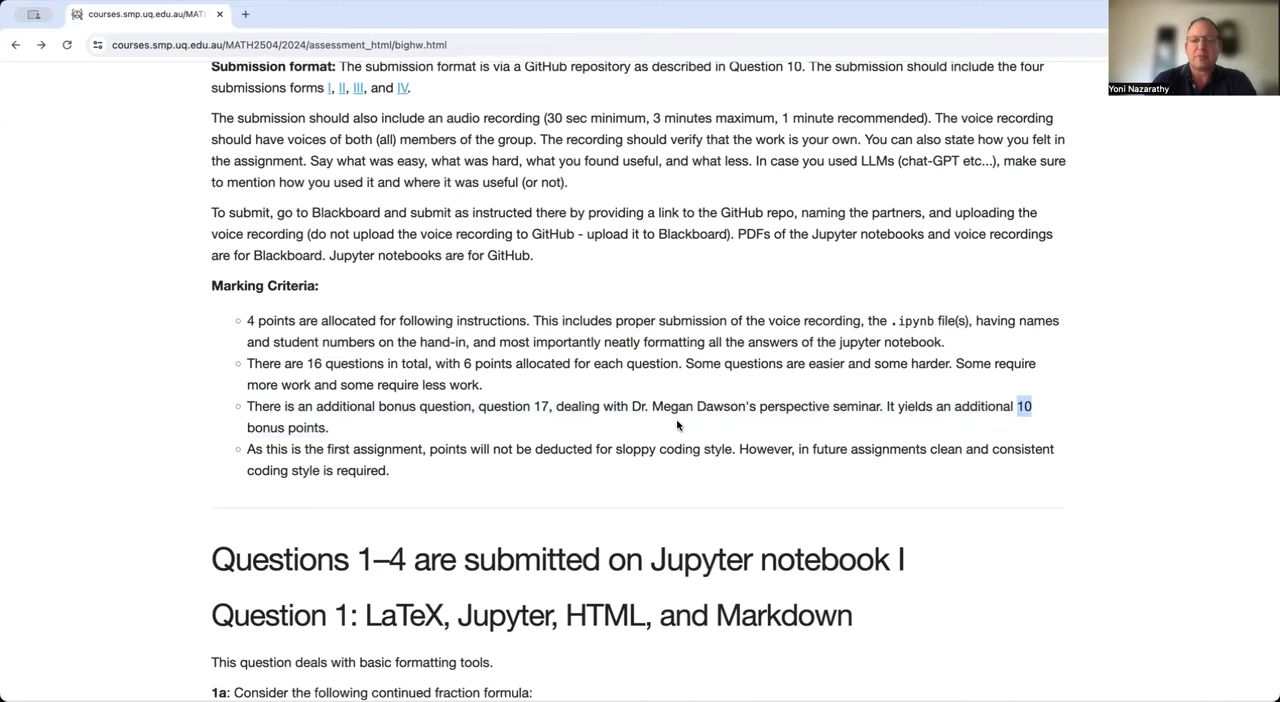 courses.smp.uq.edu.au/MAT
courses.smp.uq.edu.au/MATH2504/2024/assessment_html/bighw.html
Yoni Nazarathy
Submission format: The submission format is via a GitHub repository as described in Question 10. The submission should include the four
submissions forms I, II, III, and IV.
The submission should also include an audio recording (30 sec minimum, 3 minutes maximum, 1 minute recommended). The voice recording
should have voices of both (all) members of the group. The recording should verify that the work is your own. You can also state how you felt in
the assignment. Say what was easy, what was hard, what you found useful, and what less. In case you used LLMs (chat-GPT etc...), make sure
to mention how you used it and where it was useful (or not).
To submit, go to Blackboard and submit as instructed there by providing a link to the GitHub repo, naming the partners, and uploading the
voice recording (do not upload the voice recording to GitHub - upload it to Blackboard). PDFs of the Jupyter notebooks and voice recordings
are for Blackboard. Jupyter notebooks are for GitHub.
Marking Criteria:
4 points are allocated for following instructions. This includes proper submission of the voice recording, the .ipynb file(s), having names
and student numbers on the hand-in, and most importantly neatly formatting all the answers of the jupyter notebook.
There are 16 questions in total, with 6 points allocated for each question. Some questions are easier and some harder. Some require
more work and some require less work.
There is an additional bonus question, question 17, dealing with Dr. Megan Dawson's perspective seminar. It yields an additional 10
bonus points.
As this is the first assignment, points will not be deducted for sloppy coding style. However, in future assignments clean and consistent
coding style is required.
Questions 1–4 are submitted on Jupyter notebook I
Question 1: LaTeX, Jupyter, HTML, and Markdown
This question deals with basic formatting tools.
1a: Consider the following continued fraction formula: